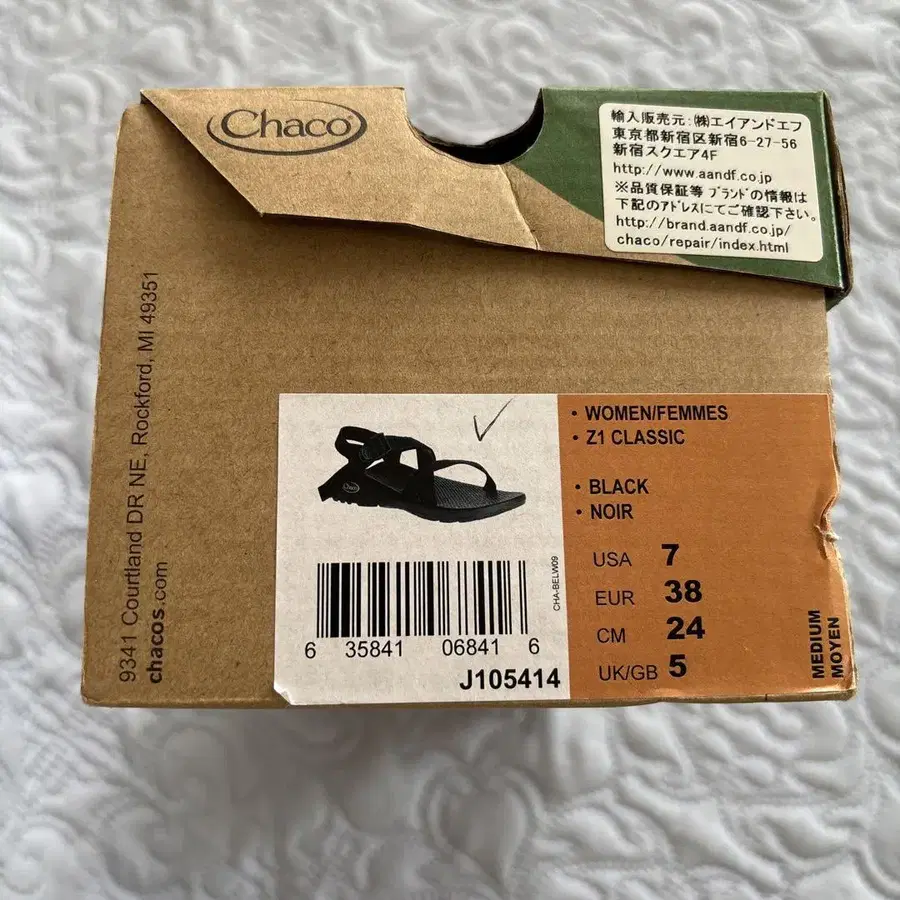 Chaco
輸入販売元:㈱エイアンドエフ
東京都新宿区新宿6-27-56
新宿スクエア4F
http://www.aandf.co.jp
※品質保証等 ブランドの情報は
下記のアドレスにてご確認下さい。
http://brand.aandf.co.jp/
chaco/repair/index.html
9341 Courtland DR NE, Rockford, MI 49351
chacos.com
• WOMEN/FEMMES
• Z1 CLASSIC
• BLACK
• NOIR
USA 7
EUR 38
CM 24
UK/GB 5
MEDIUM
MOYEN
Chaco
CHA-BELW09
6 35841 06841 6
J105414